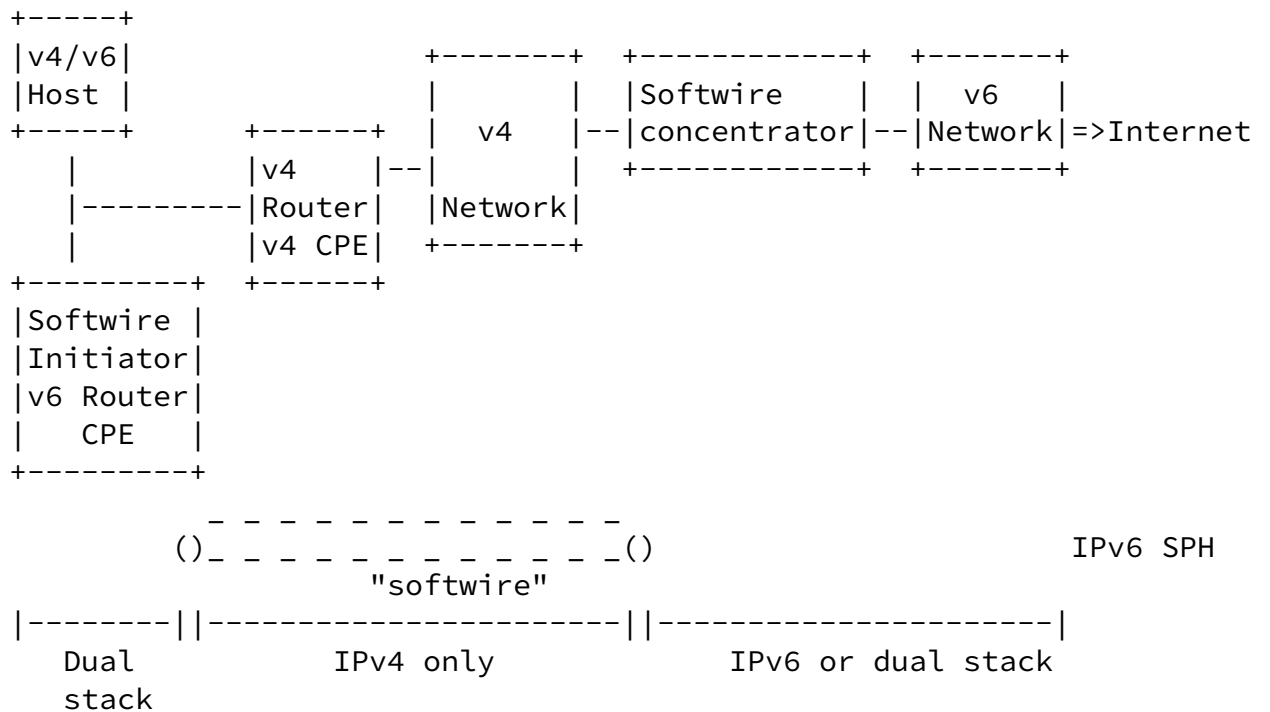 +-----+
|v4/v6|                +-------+  +------------+  +-------+
|Host |                |       |  |Softwire    |  |  v6   |
+-----+      +------+  |  v4   |--|concentrator|--|Network|=>Internet
   |         |v4    |--|       |  +------------+  +-------+
   |---------|Router|  |Network|
   |         |v4 CPE|  +-------+
+---------+  +------+
|Softwire |
|Initiator|
|v6 Router|
|   CPE   |
+---------+
           _ _ _ _ _ _ _ _ _ _ _ _
         ()_ _ _ _ _ _ _ _ _ _ _ _()                        IPv6 SPH
                    "softwire"
|--------||-----------------------||----------------------|
   Dual           IPv4 only              IPv6 or dual stack
   stack